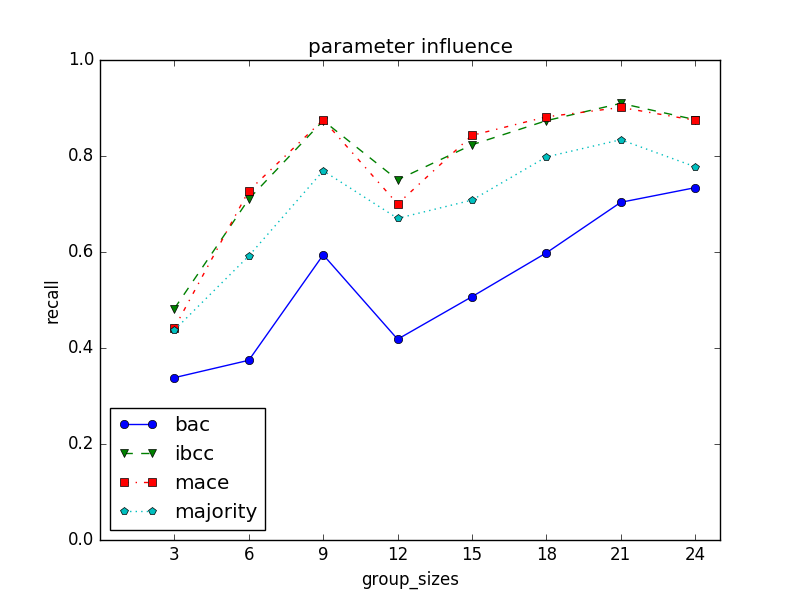 parameter influence
1.0
0.8
0.6
0.4
0.2
0.0
recall
bac
ibcc
mace
majority
3 6 9 12 15 18 21 24
group_sizes